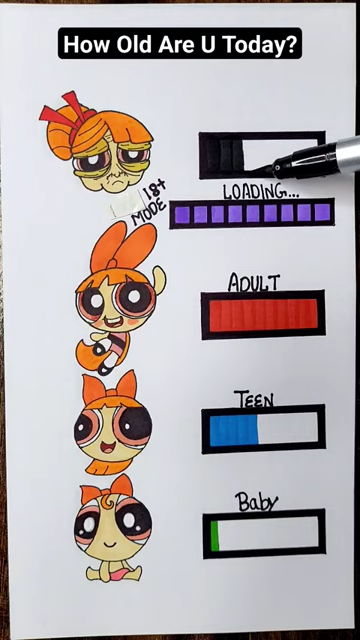 How Old Are U Today?
LOADING...
18+
MODE
ADULT
TEEN
Baby